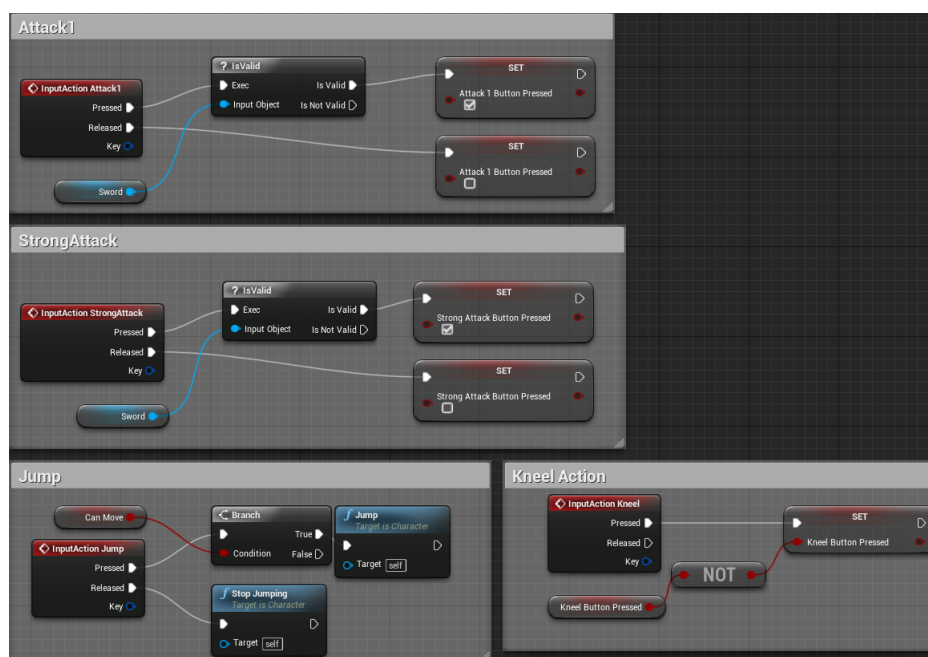 Attack1
InputAction Attack1
Pressed
Released
Key
Sword
? IsValid
Exec
Is Valid
Input Object
Is Not Valid
SET
Attack 1 Button Pressed
SET
Attack 1 Button Pressed
StrongAttack
InputAction StrongAttack
Pressed
Released
Key
Sword
? IsValid
Exec
Is Valid
Input Object
Is Not Valid
SET
Strong Attack Button Pressed
SET
Strong Attack Button Pressed
Jump
Can Move
InputAction Jump
Pressed
Released
Key
Branch
True
Condition
False
f Jump
Target is Character
Target self
f Stop Jumping
Target is Character
Target self
Kneel Action
InputAction Kneel
Pressed
Released
Key
Kneel Button Pressed
NOT
SET
Kneel Button Pressed